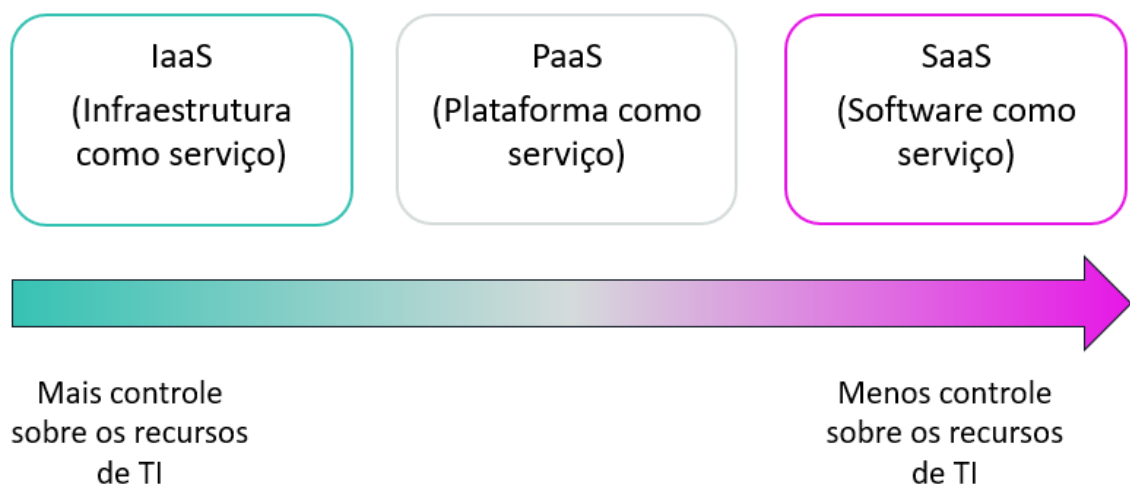 IaaS
(Infraestrutura
como serviço)
PaaS
(Plataforma como
serviço)
SaaS
(Software como
serviço)
Mais controle
sobre os recursos
de TI
Menos controle
sobre os recursos
de TI